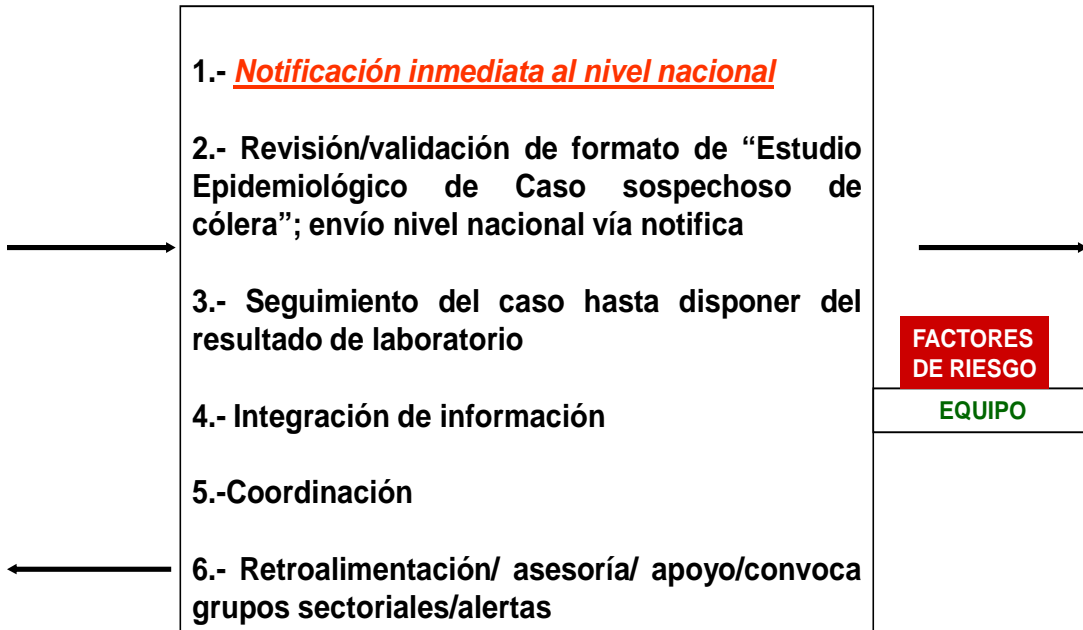 1.- Notificación inmediata al nivel nacional
2.- Revisión/validación de formato de “Estudio
Epidemiológico de Caso sospechoso de
cólera”; envío nivel nacional vía notifica
3.- Seguimiento del caso hasta disponer del
resultado de laboratorio
4.- Integración de información
5.-Coordinación
6.- Retroalimentación/ asesoría/ apoyo/convoca
grupos sectoriales/alertas
FACTORES
DE RIESGO
EQUIPO